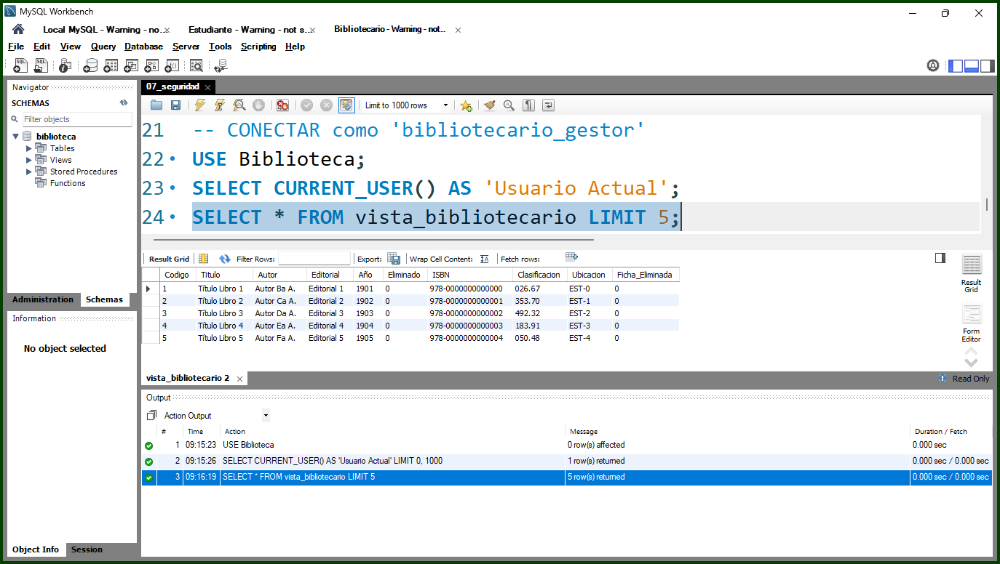 MySQL Workbench
Local MySQL - Warning - no... Estudiante - Warning - not s... Bibliotecario - Warning - not...
File Edit View Query Database Server Tools Scripting Help
Navigator
SCHEMAS
Filter objects
biblioteca
Tables
Views
Stored Procedures
Functions
Administration Schemas
Information
No object selected
Object Info Session
07_seguridad
Limit to 1000 rows
21 -- CONECTAR como 'bibliotecario_gestor'
22 USE Biblioteca;
23 SELECT CURRENT_USER() AS 'Usuario Actual';
24 SELECT * FROM vista_bibliotecario LIMIT 5;
Result Grid Filter Rows: Export: Wrap Cell Content: Fetch rows:
Codigo Titulo Autor Editorial Año Eliminado ISBN Clasificacion Ubicacion Ficha_Eliminada
1 Título Libro 1 Autor Ba A. Editorial 1 1901 0 978-0000000000000 026.67 EST-0 0
2 Título Libro 2 Autor Ca A. Editorial 2 1902 0 978-0000000000001 353.70 EST-1 0
3 Título Libro 3 Autor Da A. Editorial 3 1903 0 978-0000000000002 492.32 EST-2 0
4 Título Libro 4 Autor Ea A. Editorial 4 1904 0 978-0000000000003 183.91 EST-3 0
5 Título Libro 5 Autor Fa A. Editorial 5 1905 0 978-0000000000004 050.48 EST-4 0
Result
Grid
Form
Editor
vista_bibliotecario 2
Read Only
Output
Action Output
# Time Action Message Duration / Fetch
1 09:15:23 USE Biblioteca 0 row(s) affected 0.000 sec
2 09:15:26 SELECT CURRENT_USER() AS 'Usuario Actual' LIMIT 0, 1000 1 row(s) returned 0.000 sec / 0.000 sec
3 09:16:19 SELECT * FROM vista_bibliotecario LIMIT 5 5 row(s) returned 0.000 sec / 0.000 sec